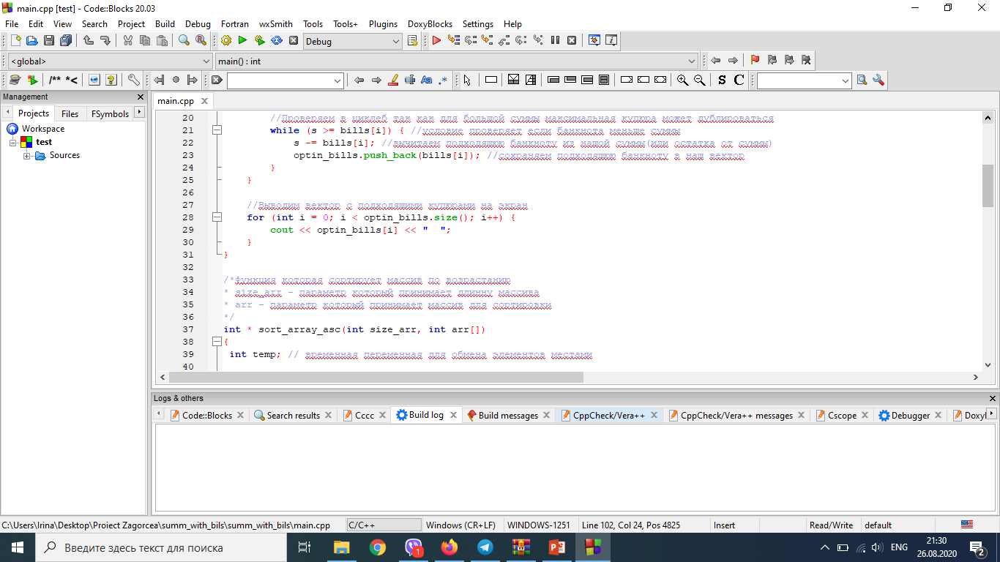 main.cpp [test] - Code::Blocks 20.03
File Edit View Search Project Build Debug Fortran wxSmith Tools Tools+ Plugins DoxyBlocks Settings Help
Debug
<global> main() : int
/** *< Aa .* S C
Management
Projects Files FSymbols
Workspace
test
Sources
main.cpp
20 //Проверяем в циклеб так как для большой суммы максимальная купюра может дублироваться
21 while (s >= bills[i]) { //условие проверяет если банкнота меньше суммы
22 s -= bills[i]; //вычитаем подходящюю банкноту из нашой суммы(или остатка от суммы)
23 optin_bills.push_back(bills[i]); //сохраняем подходящюю банкноту в наш вектор
24 }
25 }
26
27 //Выводим вектор с подходящими купюрами на экран
28 for (int i = 0; i < optin_bills.size(); i++) {
29 cout << optin_bills[i] << "  ";
30 }
31 }
32
33 /*Функция которая сортирует массив по возрастанию
34 * size_arr - параметр который принимает длинну массива
35 * arr - параметр который принимает массив для сортировки
36 */
37 int * sort_array_asc(int size_arr, int arr[])
38 {
39 int temp; // временная переменная для обмена элементов местами
40
Logs & others
Code::Blocks Search results Cccc Build log Build messages CppCheck/Vera++ CppCheck/Vera++ messages Cscope Debugger
C:\Users\Irina\Desktop\Proiect Zagorcea\summ_with_bils\summ_with_bils\main.cpp C/C++ Windows (CR+LF) WINDOWS-1251 Line 102, Col 24, Pos 4825 Insert Read/Write default
Введите здесь текст для поиска 1 ENG 21:30
26.08.2020 2